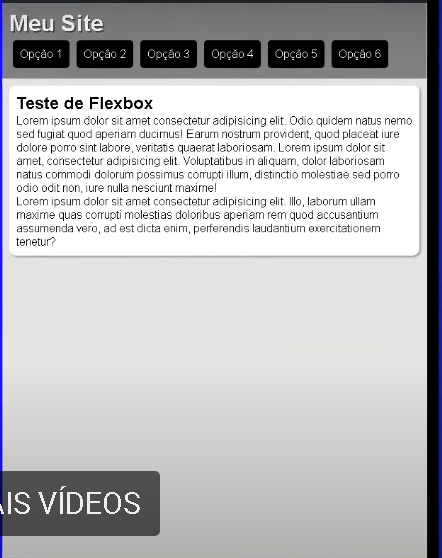 Meu Site
Opção 1 Opção 2 Opção 3 Opção 4 Opção 5 Opção 6
Teste de Flexbox
Lorem ipsum dolor sit amet consectetur adipisicing elit. Odio quidem natus nemo
sed fugiat quod aperiam ducimus! Earum nostrum provident, quod placeat iure
dolore porro sint labore, veritatis quaerat laboriosam. Lorem ipsum dolor sit
amet, consectetur adipisicing elit. Voluptatibus in aliquam, dolor laboriosam
natus commodi dolorum possimus corrupti illum, distinctio molestiae sed porro
odio odit non, iure nulla nesciunt maxime!
Lorem ipsum dolor sit amet consectetur adipisicing elit. Illo, laborum ullam
maxime quas corrupti molestias doloribus aperiam rem quod accusantium
assumenda vero, ad est dicta enim, perferendis laudantium exercitationem
tenetur?
AIS VÍDEOS